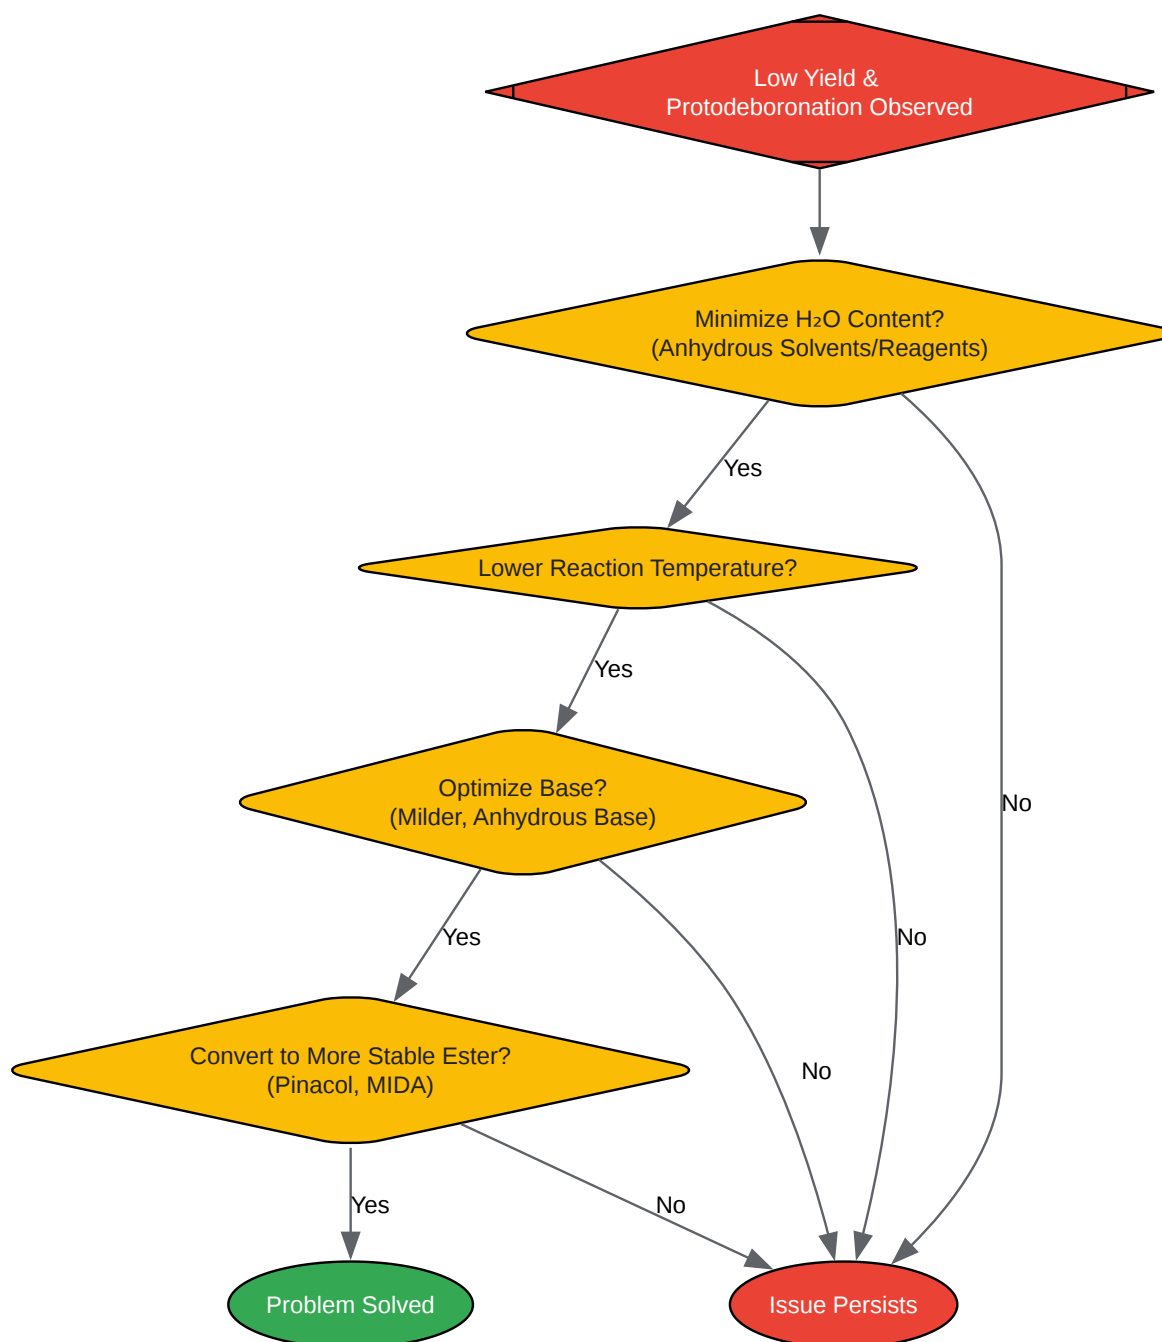 Low Yield &
Protodeboronation Observed
Minimize H₂O Content?
(Anhydrous Solvents/Reagents)
Yes
Lower Reaction Temperature?
Yes
Optimize Base?
(Milder, Anhydrous Base)
No
Yes
No
Convert to More Stable Ester?
(Pinacol, MIDA)
No
Yes
No
Problem Solved
Issue Persists